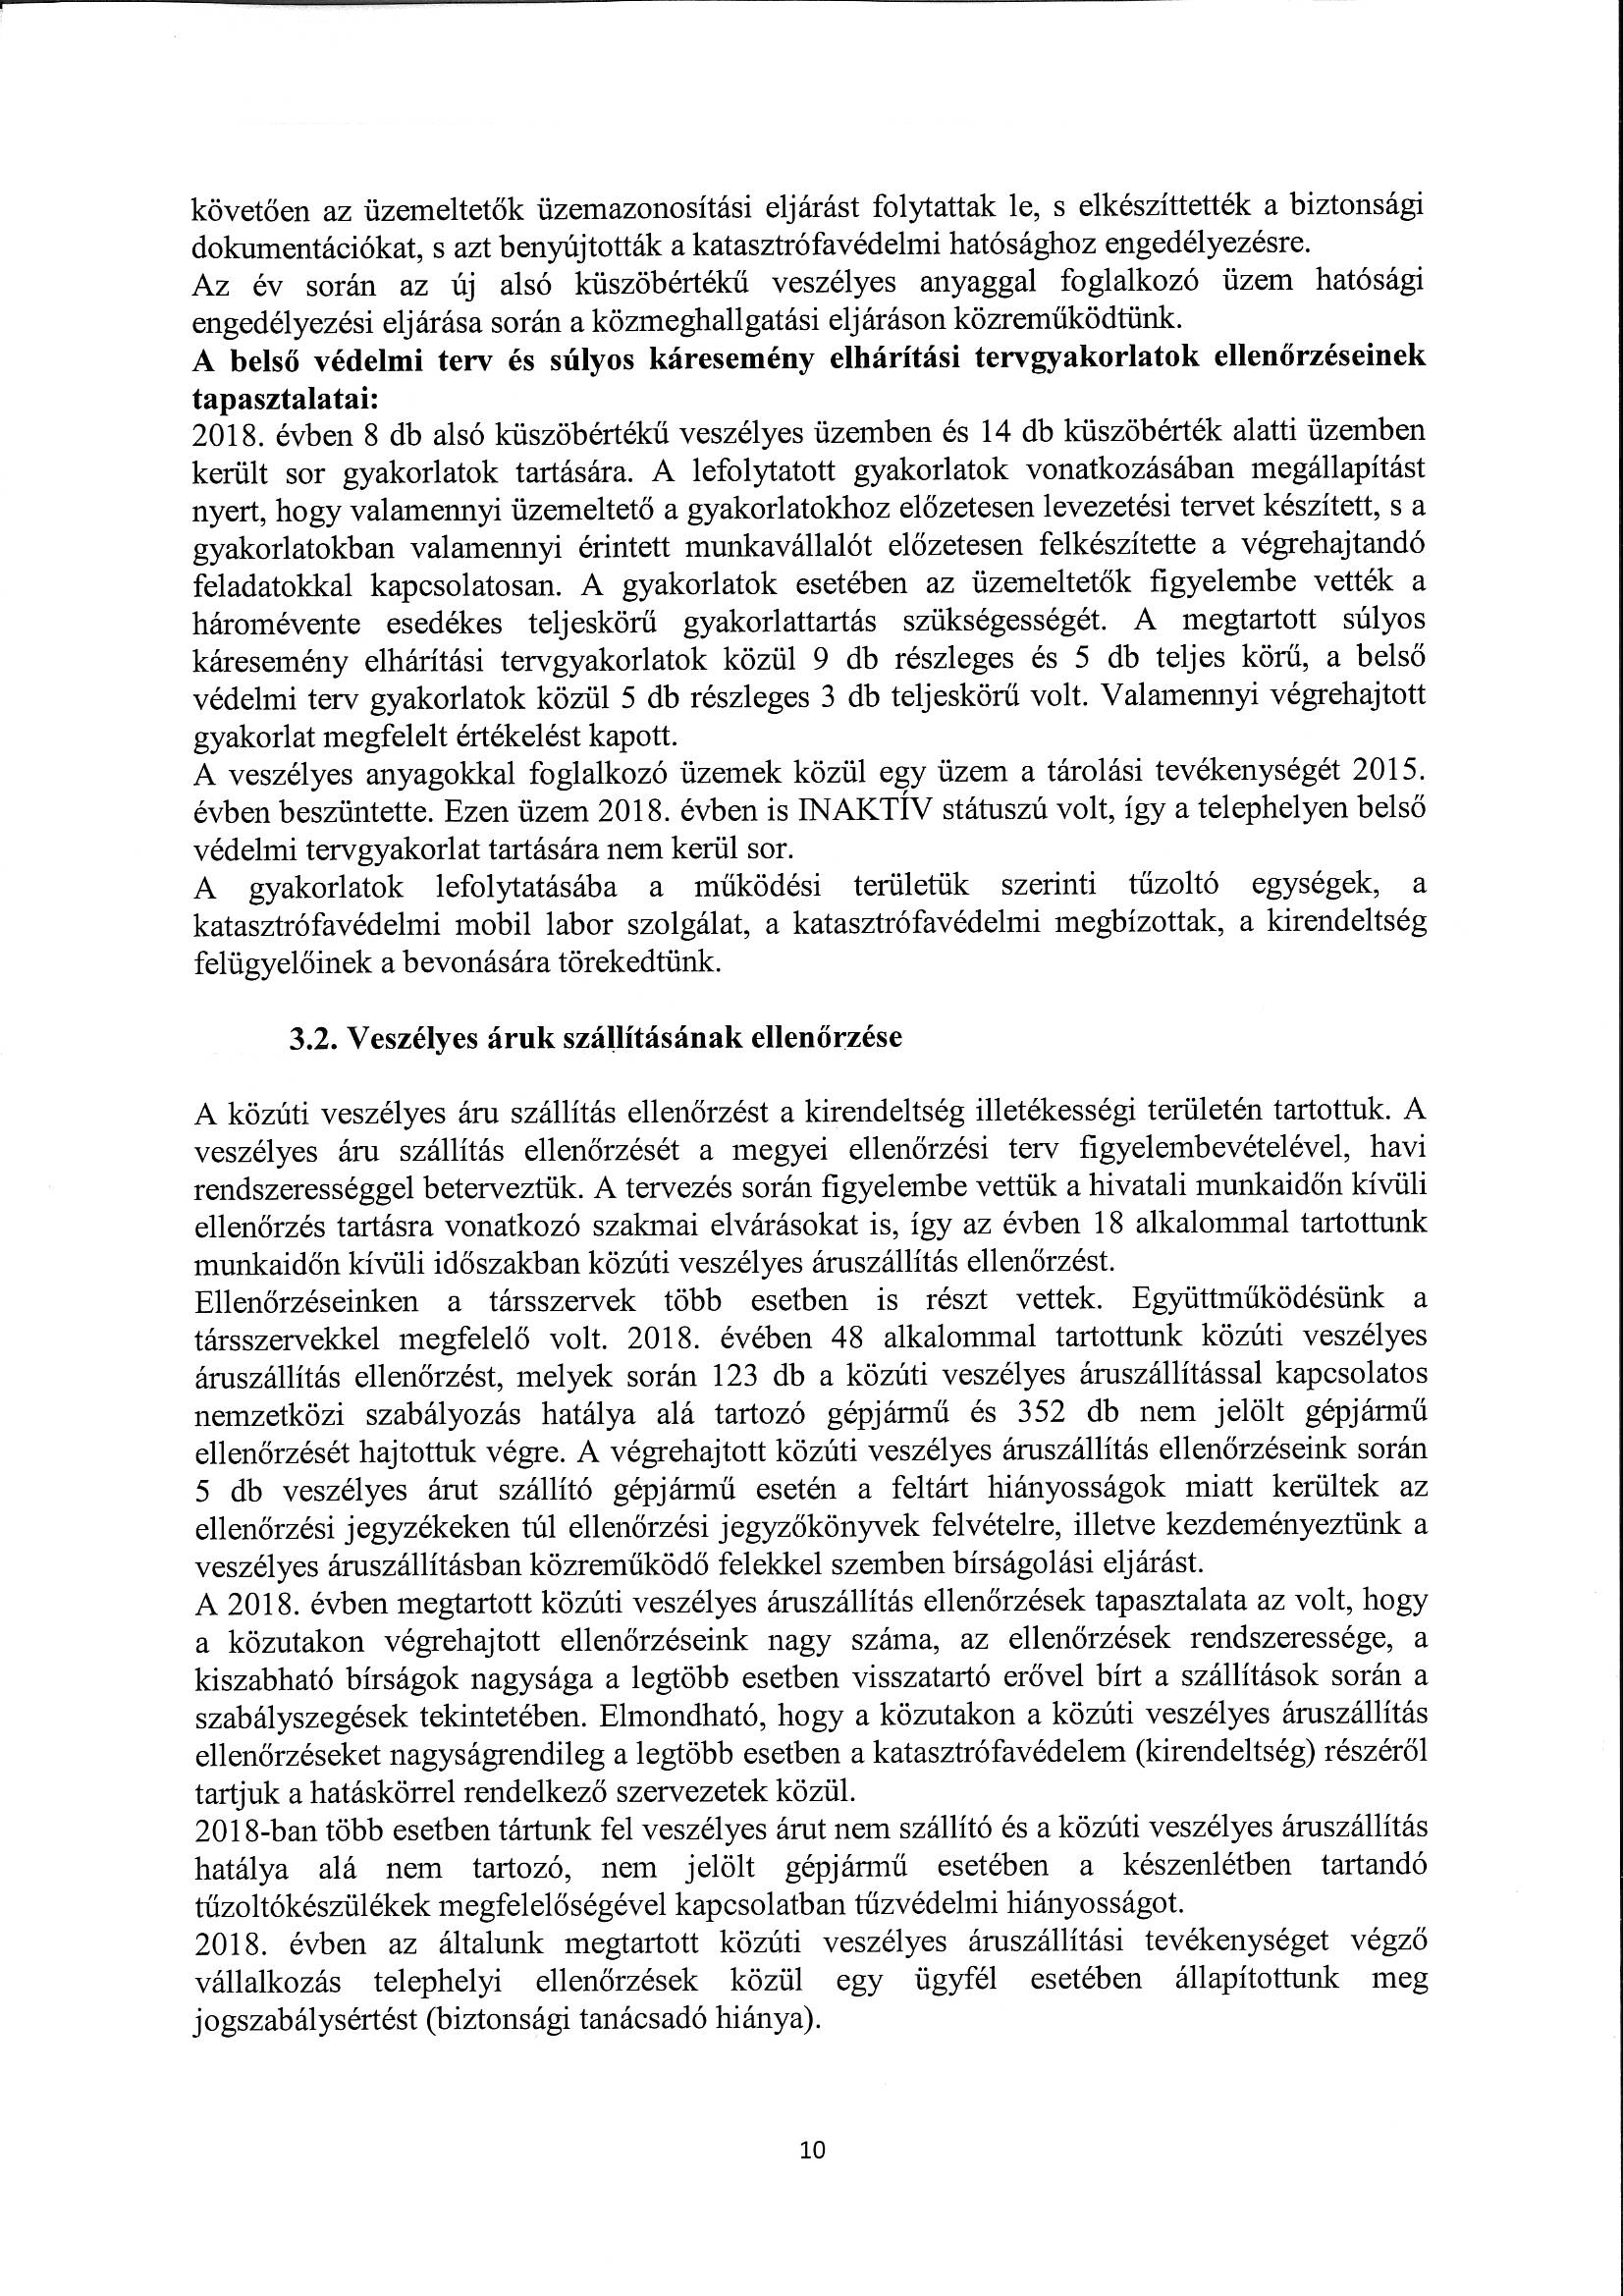 követően az üzemeltetők üzemazonosítási eljárást folytattak le, s elkészíttették a biztonsági
dokumentációkat, s azt benyújtották a katasztrófavédelmi hatósághoz engedélyezésre.
Az év során az új alsó küszöbértékű veszélyes anyaggal foglalkozó üzem hatósági
engedélyezési eljárása során a közmeghallgatási eljáráson közreműködtünk.
A belső védelmi terv és súlyos káresemény elhárítási tervgyakorlatok ellenőrzéseinek
tapasztalatai:
2018. évben 8 db alsó küszöbértékű veszélyes üzemben és 14 db küszöbérték alatti üzemben
került sor gyakorlatok tartására. A lefolytatott gyakorlatok vonatkozásában megállapítást
nyert, hogy valamennyi üzemeltető a gyakorlatokhoz előzetesen levezetési tervet készített, s a
gyakorlatokban valamennyi érintett munkavállalót előzetesen felkészítette a végrehajtandó
feladatokkal kapcsolatosan. A gyakorlatok esetében az üzemeltetők figyelembe vették a
háromévente esedékes teljeskörű gyakorlattartás szükségességét. A megtartott súlyos
káresemény elhárítási tervgyakorlatok közül 9 db részleges és 5 db teljes körű, a belső
védelmi terv gyakorlatok közül 5 db részleges 3 db teljeskörű volt. Valamennyi végrehajtott
gyakorlat megfelelt értékelést kapott.
A veszélyes anyagokkal foglalkozó üzemek közül egy üzem a tárolási tevékenységét 2015.
évben beszüntette. Ezen üzem 2018. évben is INAKTÍV státuszú volt, így a telephelyen belső
védelmi tervgyakorlat tartására nem kerül sor.
A gyakorlatok lefolytatásába a működési területük szerinti tűzoltó egységek, a
katasztrófavédelmi mobil labor szolgálat, a katasztrófavédelmi megbízottak, a kirendeltség
felügyelőinek a bevonására törekedtünk.
3.2. Veszélyes áruk szállításának ellenőrzése
A közúti veszélyes áru szállítás ellenőrzést a kirendeltség illetékességi területén tartottuk. A
veszélyes áru szállítás ellenőrzését a megyei ellenőrzési terv figyelembevételével, havi
rendszerességgel beterveztük. A tervezés során figyelembe vettük a hivatali munkaidőn kívüli
ellenőrzés tartásra vonatkozó szakmai elvárásokat is, így az évben 18 alkalommal tartottunk
munkaidőn kívüli időszakban közúti veszélyes áruszállítás ellenőrzést.
Ellenőrzéseinken a társszervek több esetben is részt vettek. Együttműködésünk a
társszervekkel megfelelő volt. 2018. évében 48 alkalommal tartottunk közúti veszélyes
áruszállítás ellenőrzést, melyek során 123 db a közúti veszélyes áruszállítással kapcsolatos
nemzetközi szabályozás hatálya alá tartozó gépjármű és 352 db nem jelölt gépjármű
ellenőrzését hajtottuk végre. A végrehajtott közúti veszélyes áruszállítás ellenőrzéseink során
5 db veszélyes árut szállító gépjármű esetén a feltárt hiányosságok miatt kerültek az
ellenőrzési jegyzékeken túl ellenőrzési jegyzőkönyvek felvételre, illetve kezdeményeztünk a
veszélyes áruszállításban közreműködő felekkel szemben bírságolási eljárást.
A 2018. évben megtartott közúti veszélyes áruszállítás ellenőrzések tapasztalata az volt, hogy
a közutakon végrehajtott ellenőrzéseink nagy száma, az ellenőrzések rendszeressége, a
kiszabható bírságok nagysága a legtöbb esetben visszatartó erővel bírt a szállítások során a
szabályszegések tekintetében. Elmondható, hogy a közutakon a közúti veszélyes áruszállítás
ellenőrzéseket nagyságrendileg a legtöbb esetben a katasztrófavédelem (kirendeltség) részéről
tartjuk a hatáskörrel rendelkező szervezetek közül.
2018-ban több esetben tártunk fel veszélyes árut nem szállító és a közúti veszélyes áruszállítás
hatálya alá nem tartozó, nem jelölt gépjármű esetében a készenlétben tartandó
tűzoltókészülékek megfelelőségével kapcsolatban tűzvédelmi hiányosságot.
2018. évben az általunk megtartott közúti veszélyes áruszállítási tevékenységet végző
vállalkozás telephelyi ellenőrzések közül egy ügyfél esetében állapítottunk meg
jogszabálysértést (biztonsági tanácsadó hiánya).
10